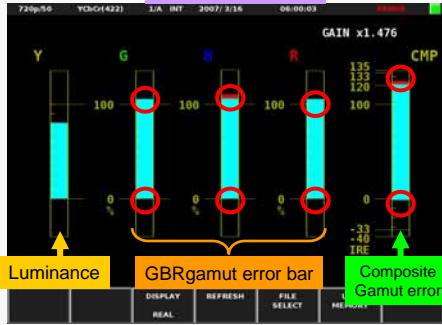 720p/50 YCbCr(422) 1/A INT 2007/3/16 06:00:03 ERROR
GAIN x1.476
Y G B R CMP
135
133
120
100 100 100 100
0 0 0 0
% % %
-33
-40
IRE
Luminance
GBRgamut error bar
Composite
Gamut error
DISPLAY
REAL
REFRESH
FILE
SELECT